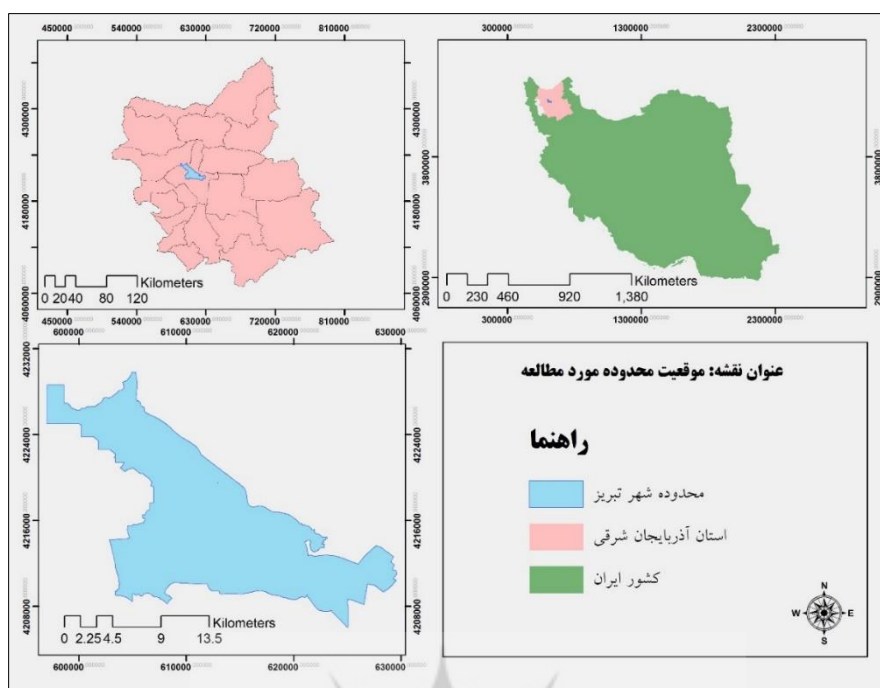 450000 540000 630000 720000 810000
4300000
4180000
4060000
Kilometers
0 20 40 80 120
450000 540000 630000 720000 810000
300000 1300000 2300000
3800000
3800000
2900000
2900000
Kilometers
0 230 460 920 1,380
300000 1300000 2300000
600000 610000 620000 630000
4232000
4224000
4216000
4208000
Kilometers
0 2.25 4.5 9 13.5
600000 610000 620000 630000
عنوان نقشه: موقعیت محدوده مورد مطالعه
راهنما
محدوده شهر تبریز
استان آذربایجان شرقی
کشور ایران
N
W E
S